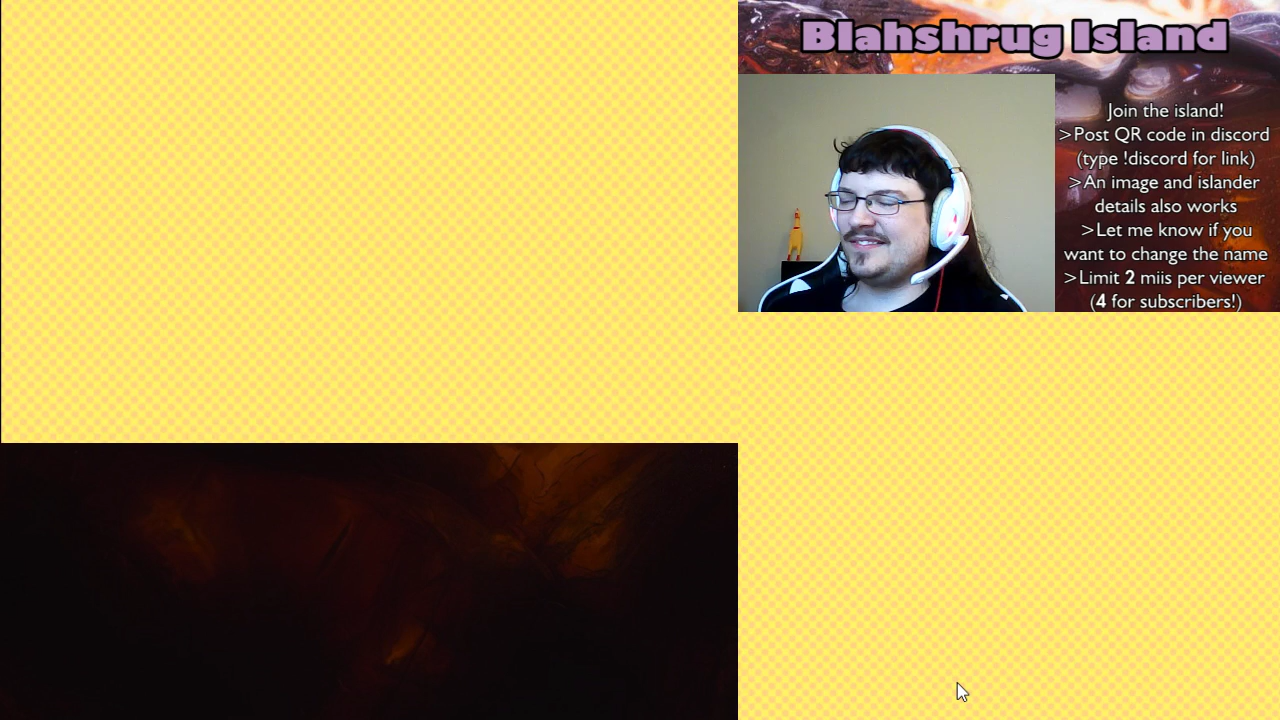 Blahshrug Island
Join the island!
>Post QR code in discord
(type !discord for link)
>An image and islander
details also works
>Let me know if you
want to change the name
>Limit 2 miis per viewer
(4 for subscribers!)